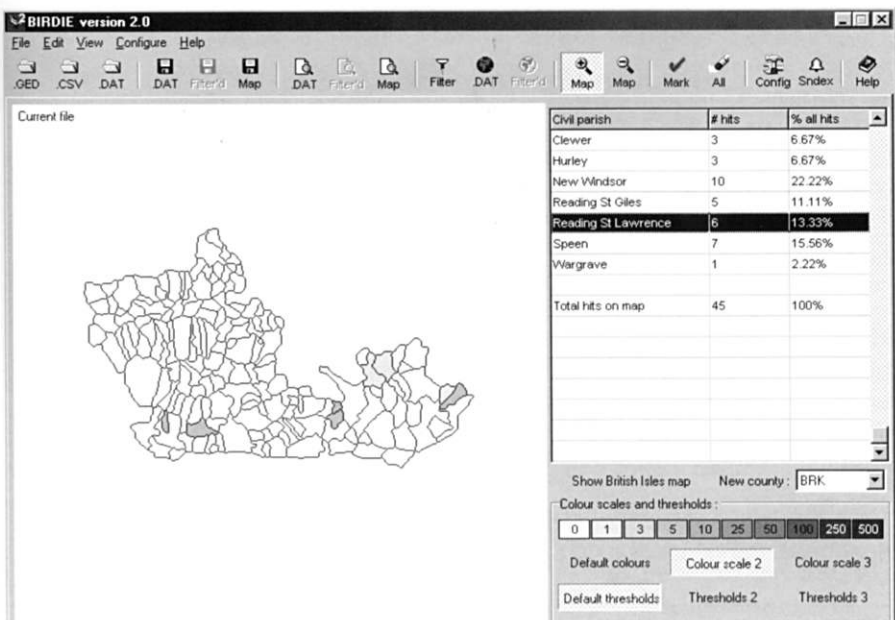 BIRDIE version 2.0
File Edit View Configure Help
.GED .CSV .DAT .DAT Filter'd Map .DAT Filter'd Map Filter .DAT Filter'd Map Map Mark All Config Sndex Help
Current file
Civil parish # hits % all hits
Clewer 3 6.67%
Hurley 3 6.67%
New Windsor 10 22.22%
Reading St Giles 5 11.11%
Reading St Lawrence 6 13.33%
Speen 7 15.56%
Wargrave 1 2.22%
Total hits on map 45 100%
Show British Isles map New county : BRK
Colour scales and thresholds :
0 1 3 5 10 25 50 100 250 500
Default colours Colour scale 2 Colour scale 3
Default thresholds Thresholds 2 Thresholds 3